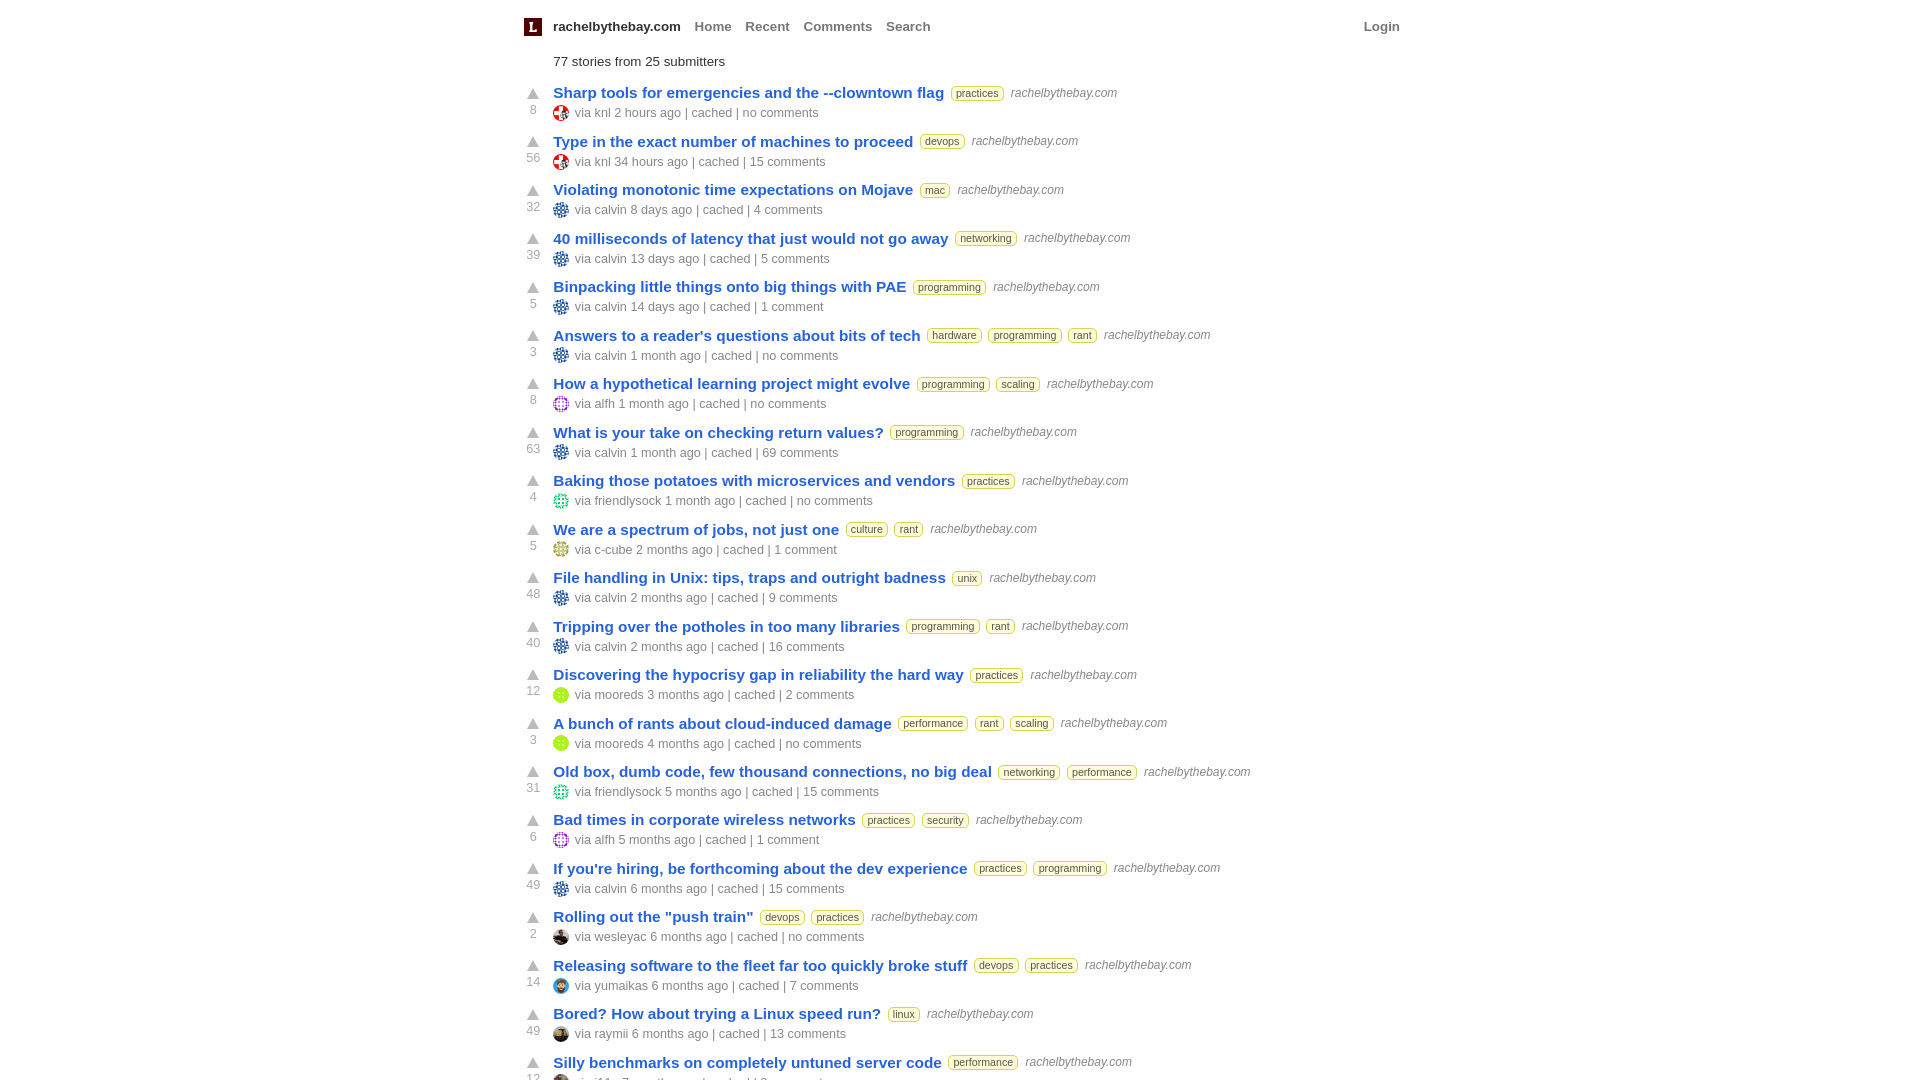 L rachelbythebay.com Home Recent Comments Search Login
77 stories from 25 submitters
Sharp tools for emergencies and the --clowntown flag practices rachelbythebay.com
8 via knl 2 hours ago | cached | no comments
Type in the exact number of machines to proceed devops rachelbythebay.com
56 via knl 34 hours ago | cached | 15 comments
Violating monotonic time expectations on Mojave mac rachelbythebay.com
32 via calvin 8 days ago | cached | 4 comments
40 milliseconds of latency that just would not go away networking rachelbythebay.com
39 via calvin 13 days ago | cached | 5 comments
Binpacking little things onto big things with PAE programming rachelbythebay.com
5 via calvin 14 days ago | cached | 1 comment
Answers to a reader's questions about bits of tech hardware programming rant rachelbythebay.com
3 via calvin 1 month ago | cached | no comments
How a hypothetical learning project might evolve programming scaling rachelbythebay.com
8 via alfh 1 month ago | cached | no comments
What is your take on checking return values? programming rachelbythebay.com
63 via calvin 1 month ago | cached | 69 comments
Baking those potatoes with microservices and vendors practices rachelbythebay.com
4 via friendlysock 1 month ago | cached | no comments
We are a spectrum of jobs, not just one culture rant rachelbythebay.com
5 via c-cube 2 months ago | cached | 1 comment
File handling in Unix: tips, traps and outright badness unix rachelbythebay.com
48 via calvin 2 months ago | cached | 9 comments
Tripping over the potholes in too many libraries programming rant rachelbythebay.com
40 via calvin 2 months ago | cached | 16 comments
Discovering the hypocrisy gap in reliability the hard way practices rachelbythebay.com
12 via mooreds 3 months ago | cached | 2 comments
A bunch of rants about cloud-induced damage performance rant scaling rachelbythebay.com
3 via mooreds 4 months ago | cached | no comments
Old box, dumb code, few thousand connections, no big deal networking performance rachelbythebay.com
31 via friendlysock 5 months ago | cached | 15 comments
Bad times in corporate wireless networks practices security rachelbythebay.com
6 via alfh 5 months ago | cached | 1 comment
If you're hiring, be forthcoming about the dev experience practices programming rachelbythebay.com
49 via calvin 6 months ago | cached | 15 comments
Rolling out the "push train" devops practices rachelbythebay.com
2 via wesleyac 6 months ago | cached | no comments
Releasing software to the fleet far too quickly broke stuff devops practices rachelbythebay.com
14 via yumaikas 6 months ago | cached | 7 comments
Bored? How about trying a Linux speed run? linux rachelbythebay.com
49 via raymii 6 months ago | cached | 13 comments
Silly benchmarks on completely untuned server code performance rachelbythebay.com
12